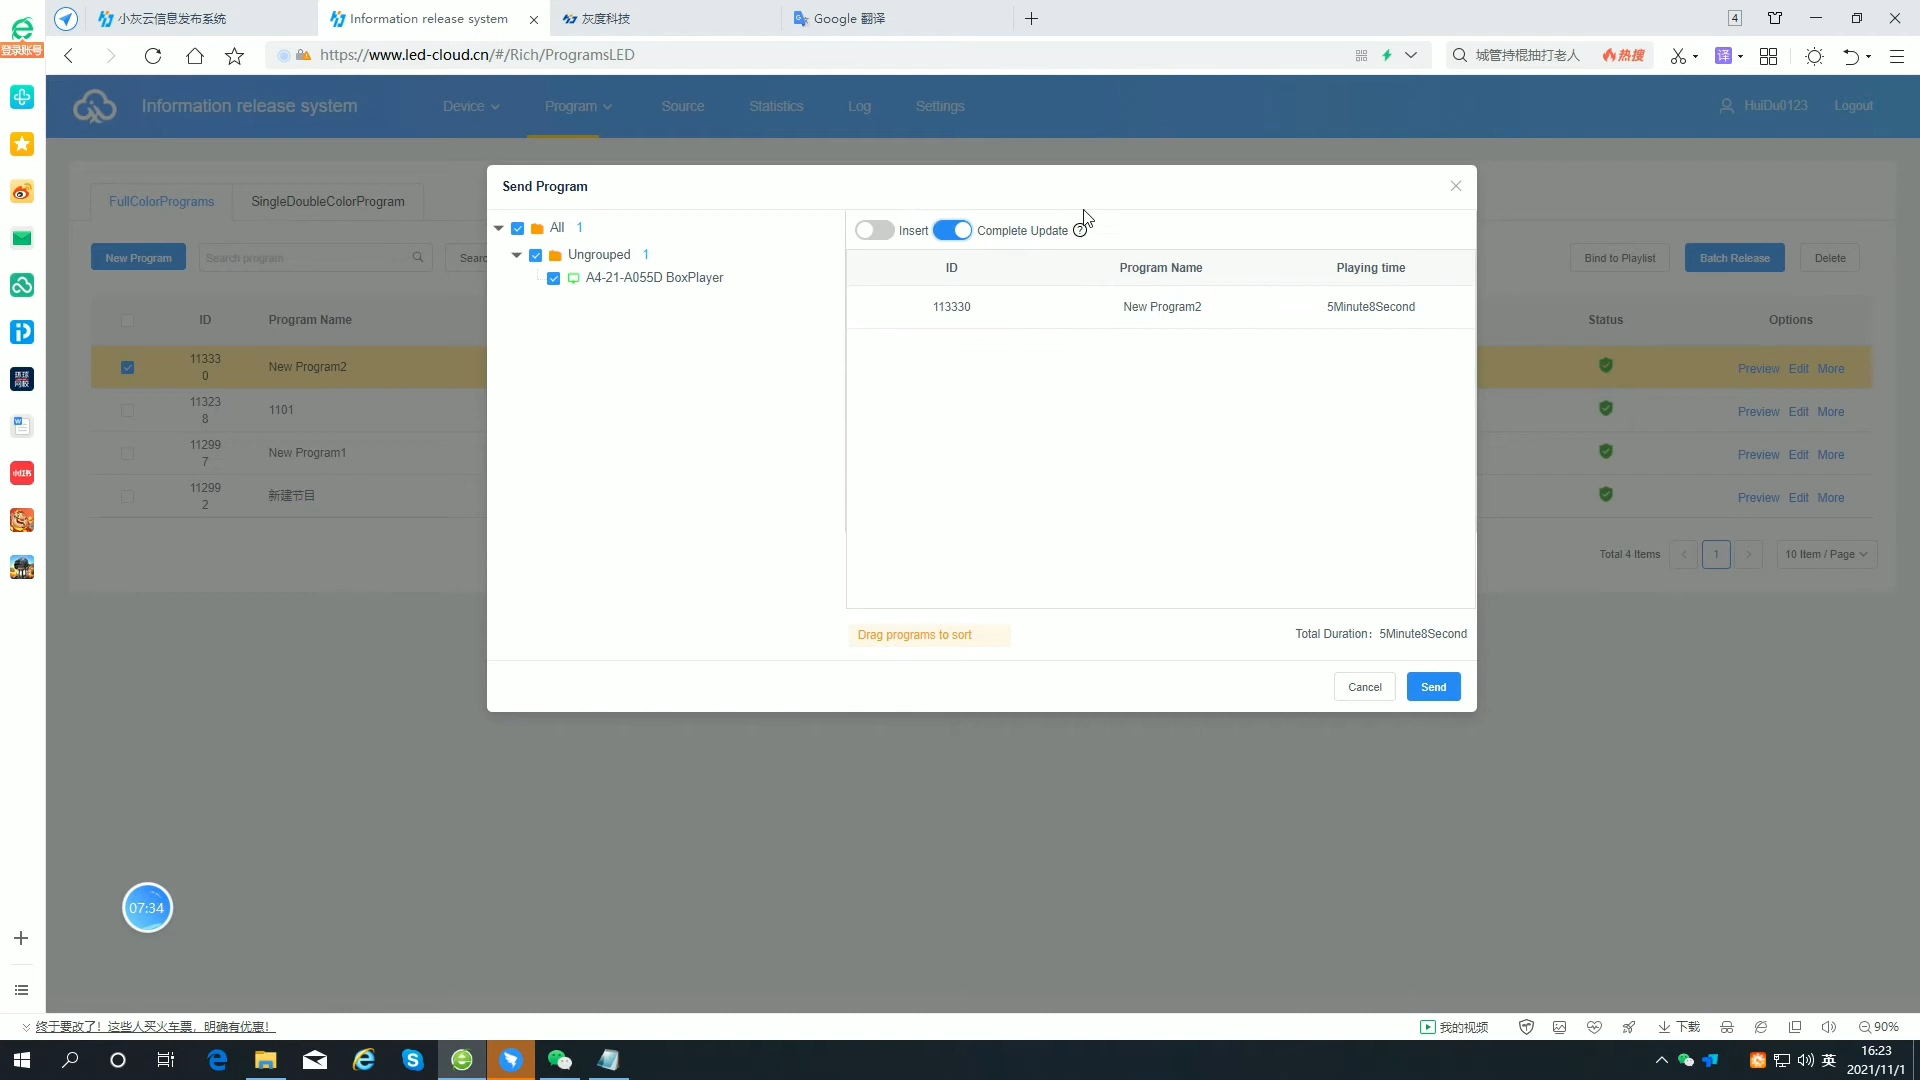 小灰云信息发布系统
Information release system
灰度科技
Google 翻译
4
登录账号
https://www.led-cloud.cn/#/Rich/ProgramsLED
城管持棍抽打老人
热搜
译
Information release system
Device
Program
Source
Statistics
Log
Settings
HuiDu0123
Logout
Send Program
FullColorPrograms
SingleDoubleColorProgram
All 1
Ungrouped 1
A4-21-A055D BoxPlayer
Insert
Complete Update
New Program
Search program
Searc
Bind to Playlist
Batch Release
Delete
ID Program Name Playing time
113330 New Program2 5Minute8Second
ID Program Name Status Options
113330 New Program2 Preview Edit More
113238 1101 Preview Edit More
112997 New Program1 Preview Edit More
112992 新建节目 Preview Edit More
Total 4 Items
1
10 Item / Page
Drag programs to sort
Total Duration：5Minute8Second
Cancel
Send
07:34
终于要改了！这些人买火车票，明确有优惠！
我的视频
下载
90%
英
16:23
2021/11/1